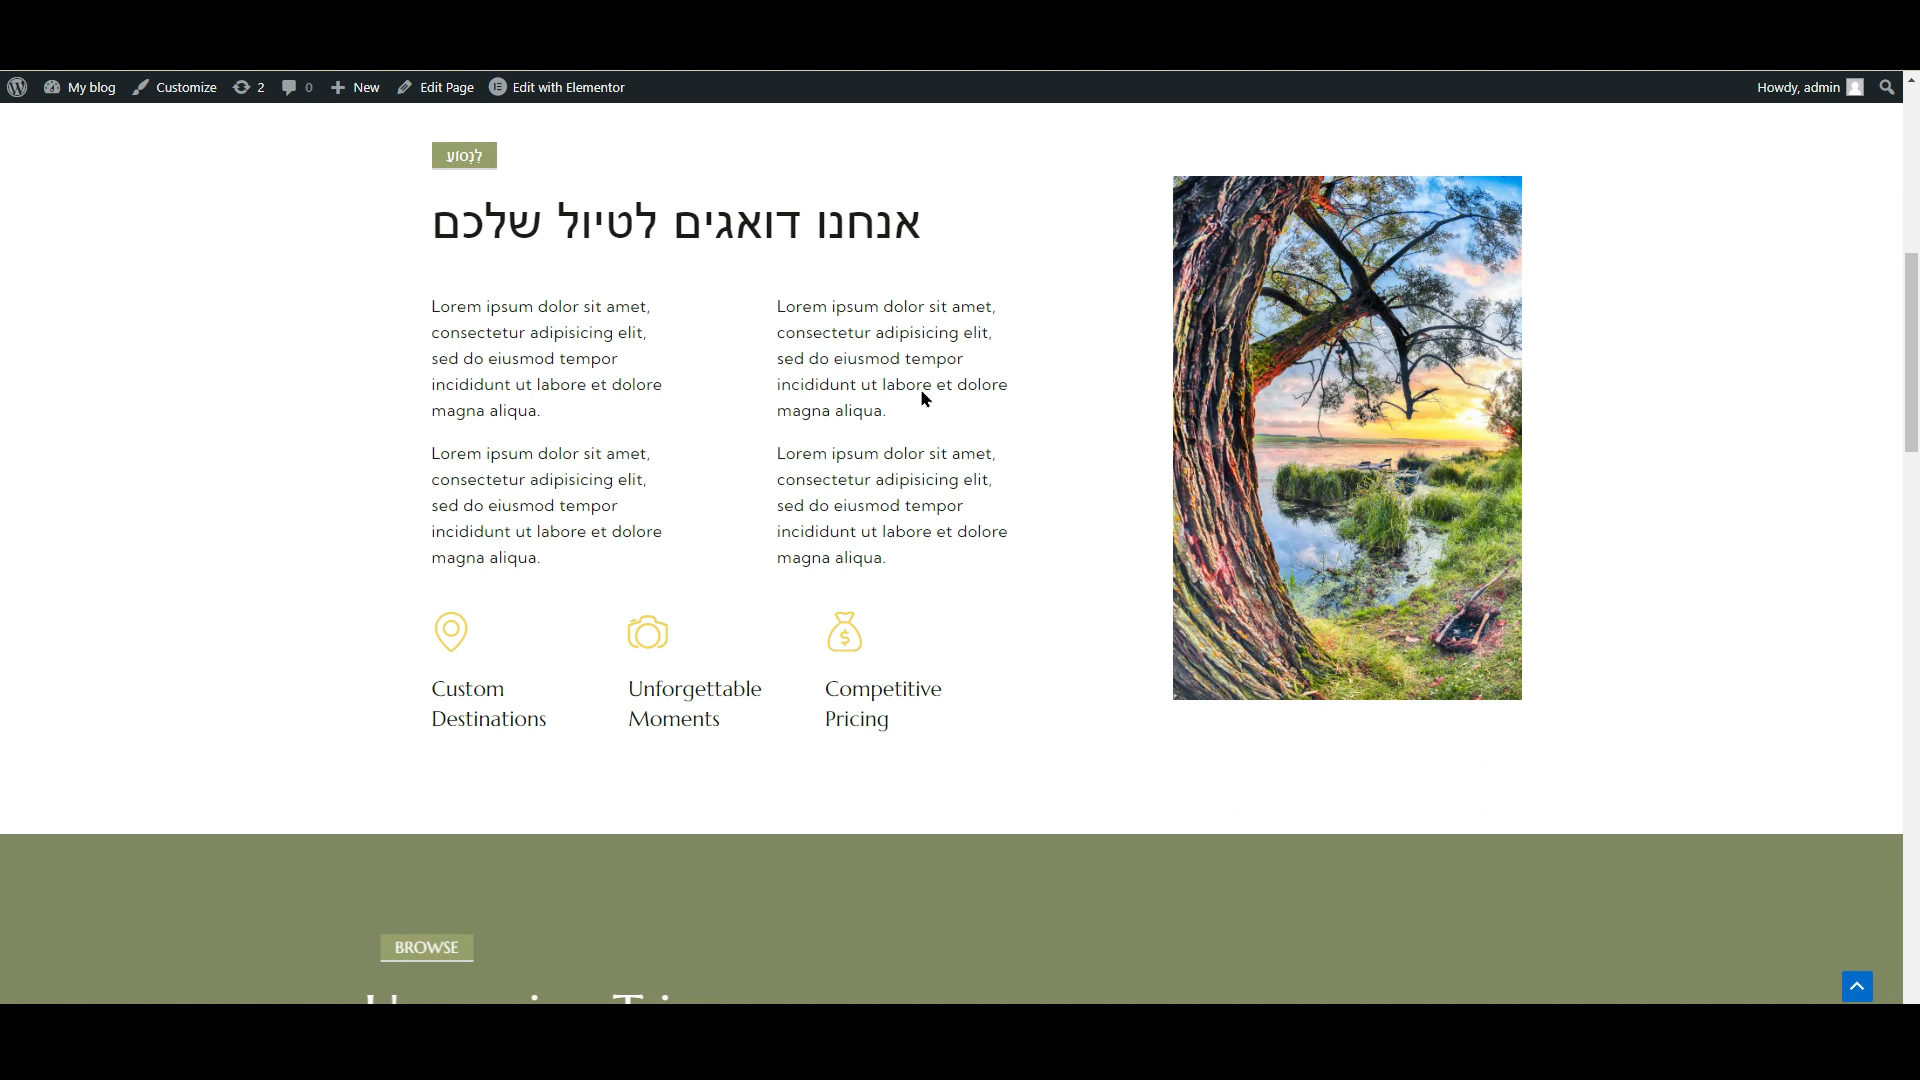 My blog Customize 2 0 New Edit Page Edit with Elementor Howdy, admin
לִנְסוֹעַ
אנחנו דואגים לטיול שלכם
Lorem ipsum dolor sit amet,
consectetur adipisicing elit,
sed do eiusmod tempor
incididunt ut labore et dolore
magna aliqua.
Lorem ipsum dolor sit amet,
consectetur adipisicing elit,
sed do eiusmod tempor
incididunt ut labore et dolore
magna aliqua.
Lorem ipsum dolor sit amet,
consectetur adipisicing elit,
sed do eiusmod tempor
incididunt ut labore et dolore
magna aliqua.
Lorem ipsum dolor sit amet,
consectetur adipisicing elit,
sed do eiusmod tempor
incididunt ut labore et dolore
magna aliqua.
Custom
Destinations
Unforgettable
Moments
Competitive
Pricing
BROWSE